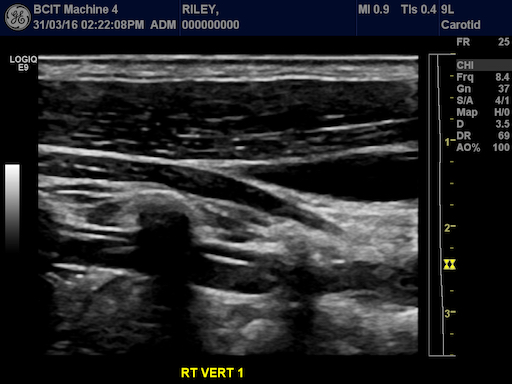 BCIT Machine 4 RILEY, MI 0.9 TIs 0.4 9L
31/03/16 02:22:08PM ADM 000000000 Carotid
LOGIQ
E9
FR 25
CHI
Frq 8.4
Gn 37
S/A 4/1
Map H/0
D 3.5
DR 69
AO% 100
1
2
3
RT VERT 1